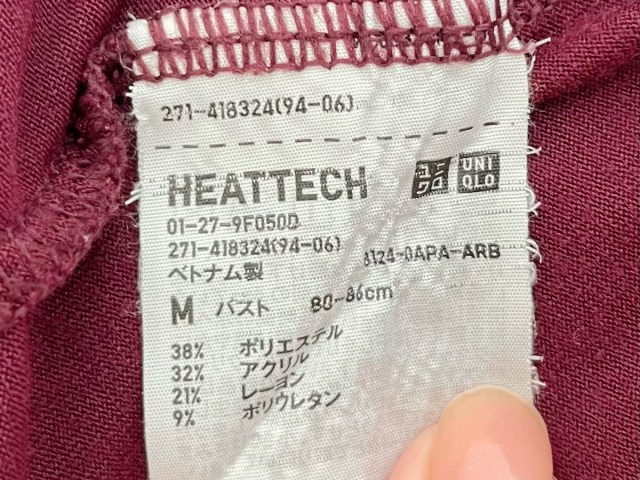 271-418324(94-06)
HEATTECH ユニクロ UNIQLO
01-27-9F050D
271-418324(94-06)
ベトナム製 8124-0APA-ARB
M バスト 80-86cm
38% ポリエステル
32% アクリル
21% レーヨン
9% ポリウレタン